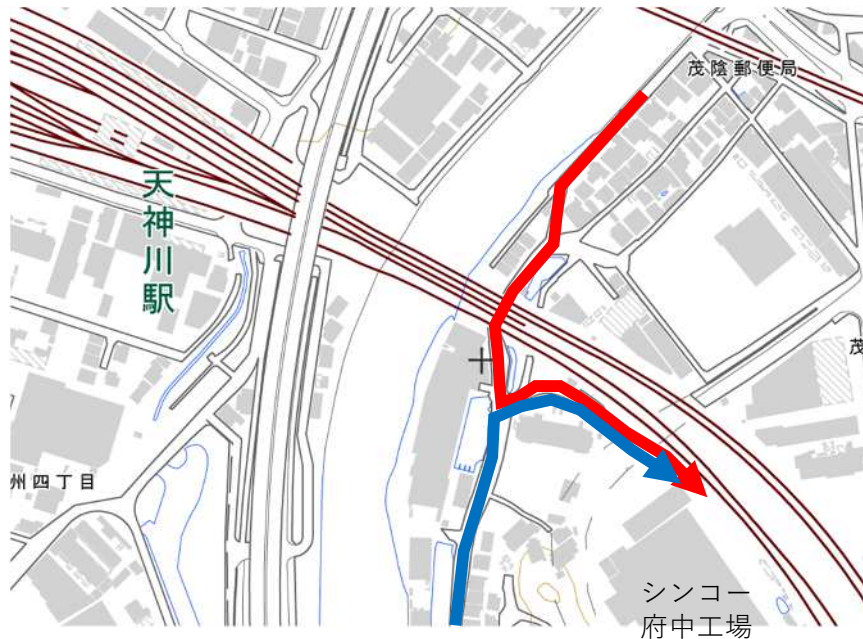 茂陰郵便局
天神川駅
茂
州四丁目
シンコー
府中工場